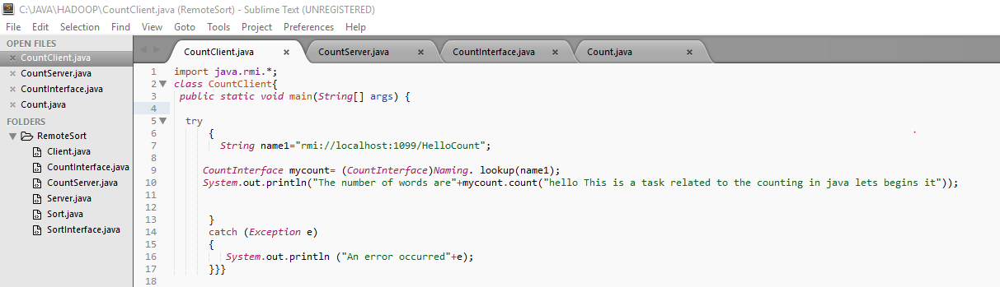 C:\JAVA\HADOOP\CountClient.java (RemoteSort) - Sublime Text (UNREGISTERED)
File Edit Selection Find View Goto Tools Project Preferences Help
OPEN FILES
CountClient.java
CountServer.java
CountInterface.java
Count.java
FOLDERS
RemoteSort
Client.java
CountInterface.java
CountServer.java
Server.java
Sort.java
SortInterface.java
CountClient.java CountServer.java CountInterface.java Count.java
1 import java.rmi.*;
2 class CountClient{
3 public static void main(String[] args) {
4
5 try
6 {
7 String name1="rmi://localhost:1099/HelloCount";
8
9 CountInterface mycount= (CountInterface)Naming. lookup(name1);
10 System.out.println("The number of words are"+mycount.count("hello This is a task related to the counting in java lets begins it"));
11
12
13 }
14 catch (Exception e)
15 {
16 System.out.println ("An error occurred"+e);
17 }}}
18